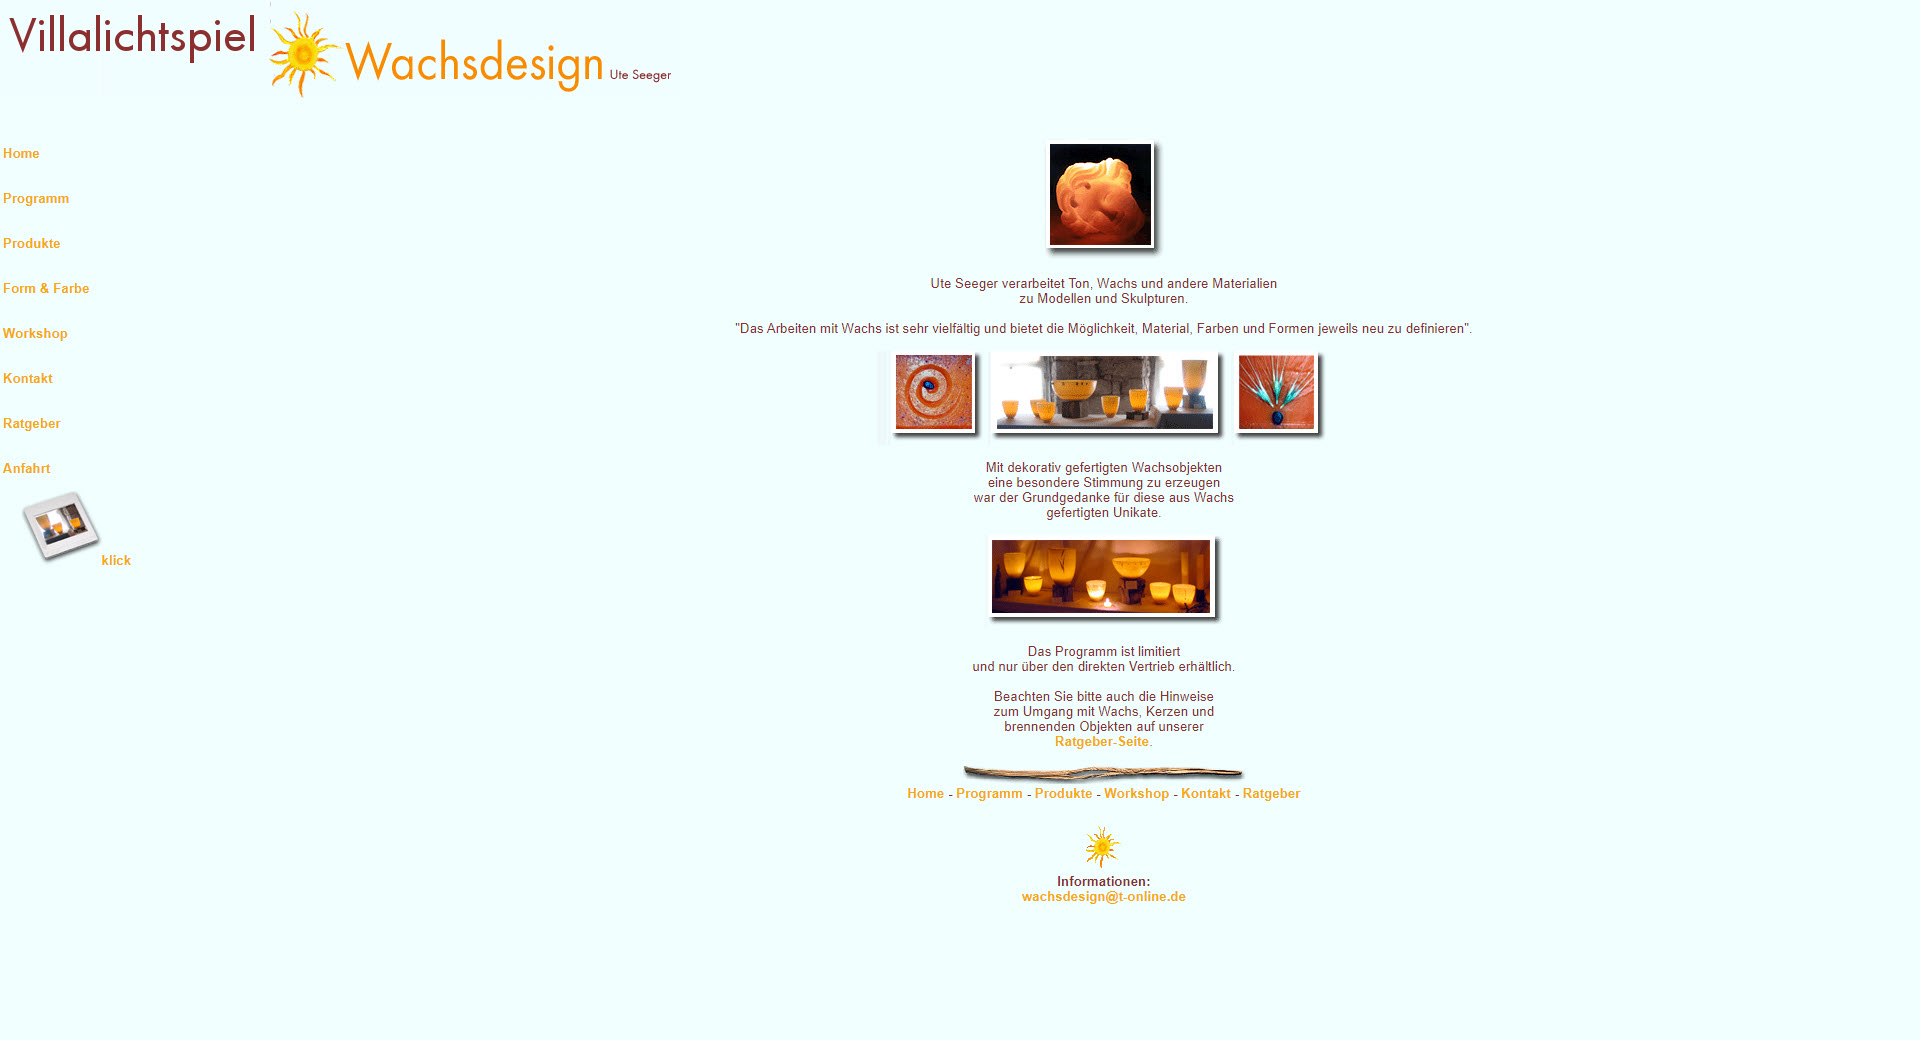 Villalichtspiel
Wachsdesign Ute Seeger
Home
Programm
Produkte
Form & Farbe
Workshop
Kontakt
Ratgeber
Anfahrt
klick
Ute Seeger verarbeitet Ton, Wachs und andere Materialien
zu Modellen und Skulpturen.
"Das Arbeiten mit Wachs ist sehr vielfältig und bietet die Möglichkeit, Material, Farben und Formen jeweils neu zu definieren".
Mit dekorativ gefertigten Wachsobjekten
eine besondere Stimmung zu erzeugen
war der Grundgedanke für diese aus Wachs
gefertigten Unikate.
Das Programm ist limitiert
und nur über den direkten Vertrieb erhältlich.
Beachten Sie bitte auch die Hinweise
zum Umgang mit Wachs, Kerzen und
brennenden Objekten auf unserer
Ratgeber-Seite.
Home - Programm - Produkte - Workshop - Kontakt - Ratgeber
Informationen:
wachsdesign@t-online.de